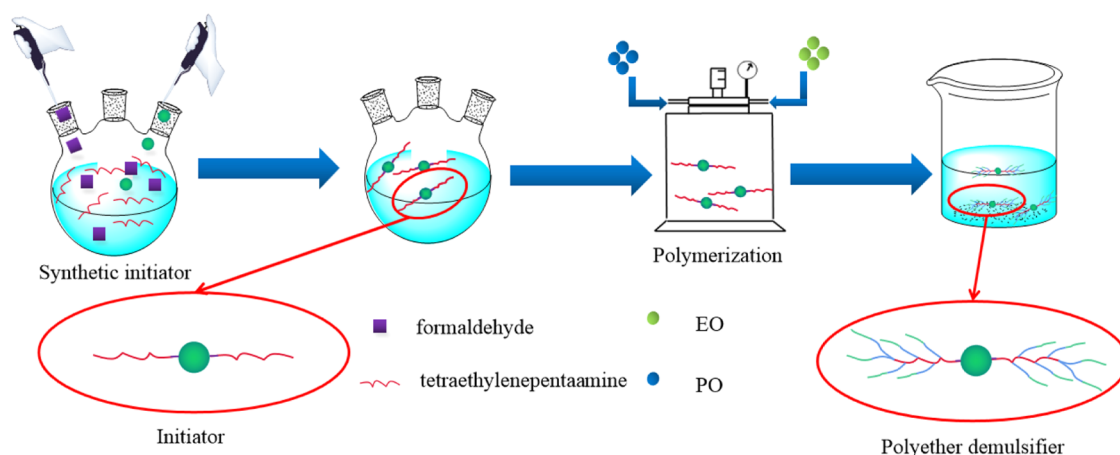 Synthetic initiator
Polymerization
formaldehyde
EO
tetraethylenepentaamine
PO
Initiator
Polyether demulsifier